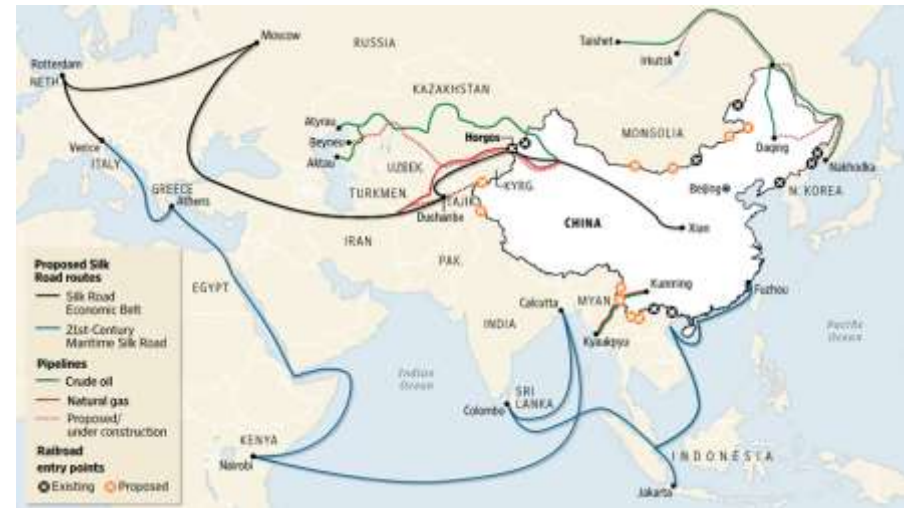 Moscow
RUSSIA
Taishet
Irkutsk
Rotterdam
NETH
KAZAKHSTAN
Atyrau
Beyneu
Aktau
Horgos
MONGOLIA
Daqing
Nakhodka
Venice
ITALY
UZBEK.
TURKMEN
KYRG.
TAJIK.
Dushanbe
Beijing
N. KOREA
GREECE
Athens
CHINA
Xian
IRAN
PAK.
EGYPT
Calcutta
MYAN
Kunming
Fuzhou
INDIA
Kyaukpyu
Pacific
Ocean
Indian
Ocean
SRI
LANKA
Colombo
KENYA
Nairobi
INDONESIA
Jakarta
Proposed Silk
Road routes
Silk Road
Economic Belt
21st-Century
Maritime Silk Road
Pipelines
Crude oil
Natural gas
Proposed/
under construction
Railroad
entry points
Existing Proposed